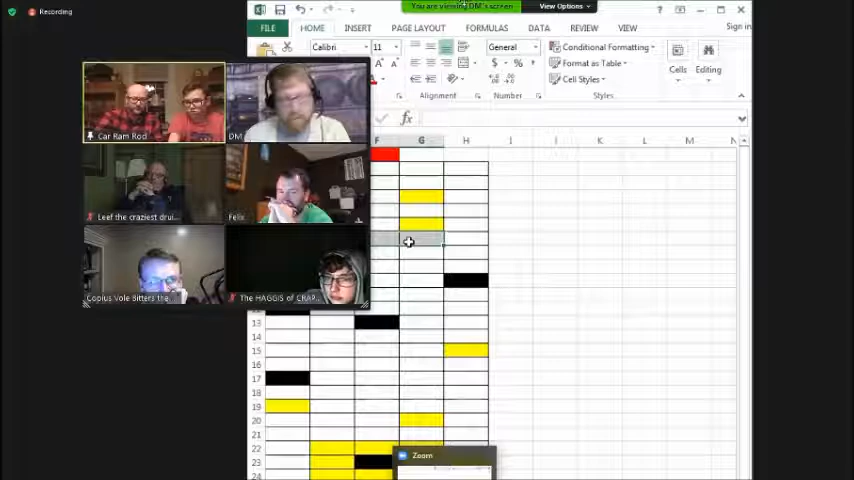 Recording
You are viewing DM's screen
View Options
Sign in
FILE HOME INSERT PAGE LAYOUT FORMULAS DATA REVIEW VIEW
Calibri 11 General
Conditional Formatting
Format as Table
Cell Styles
Cells Editing
Alignment Number Styles
fx
F G H I J K L M N
Car Ram Rod
DM
Leef the craziest drui...
Felix
Copius Vole Bitters the...
The HAGGIS of CRAP...
13
14
15
16
17
18
19
20
21
22
23
24
Zoom